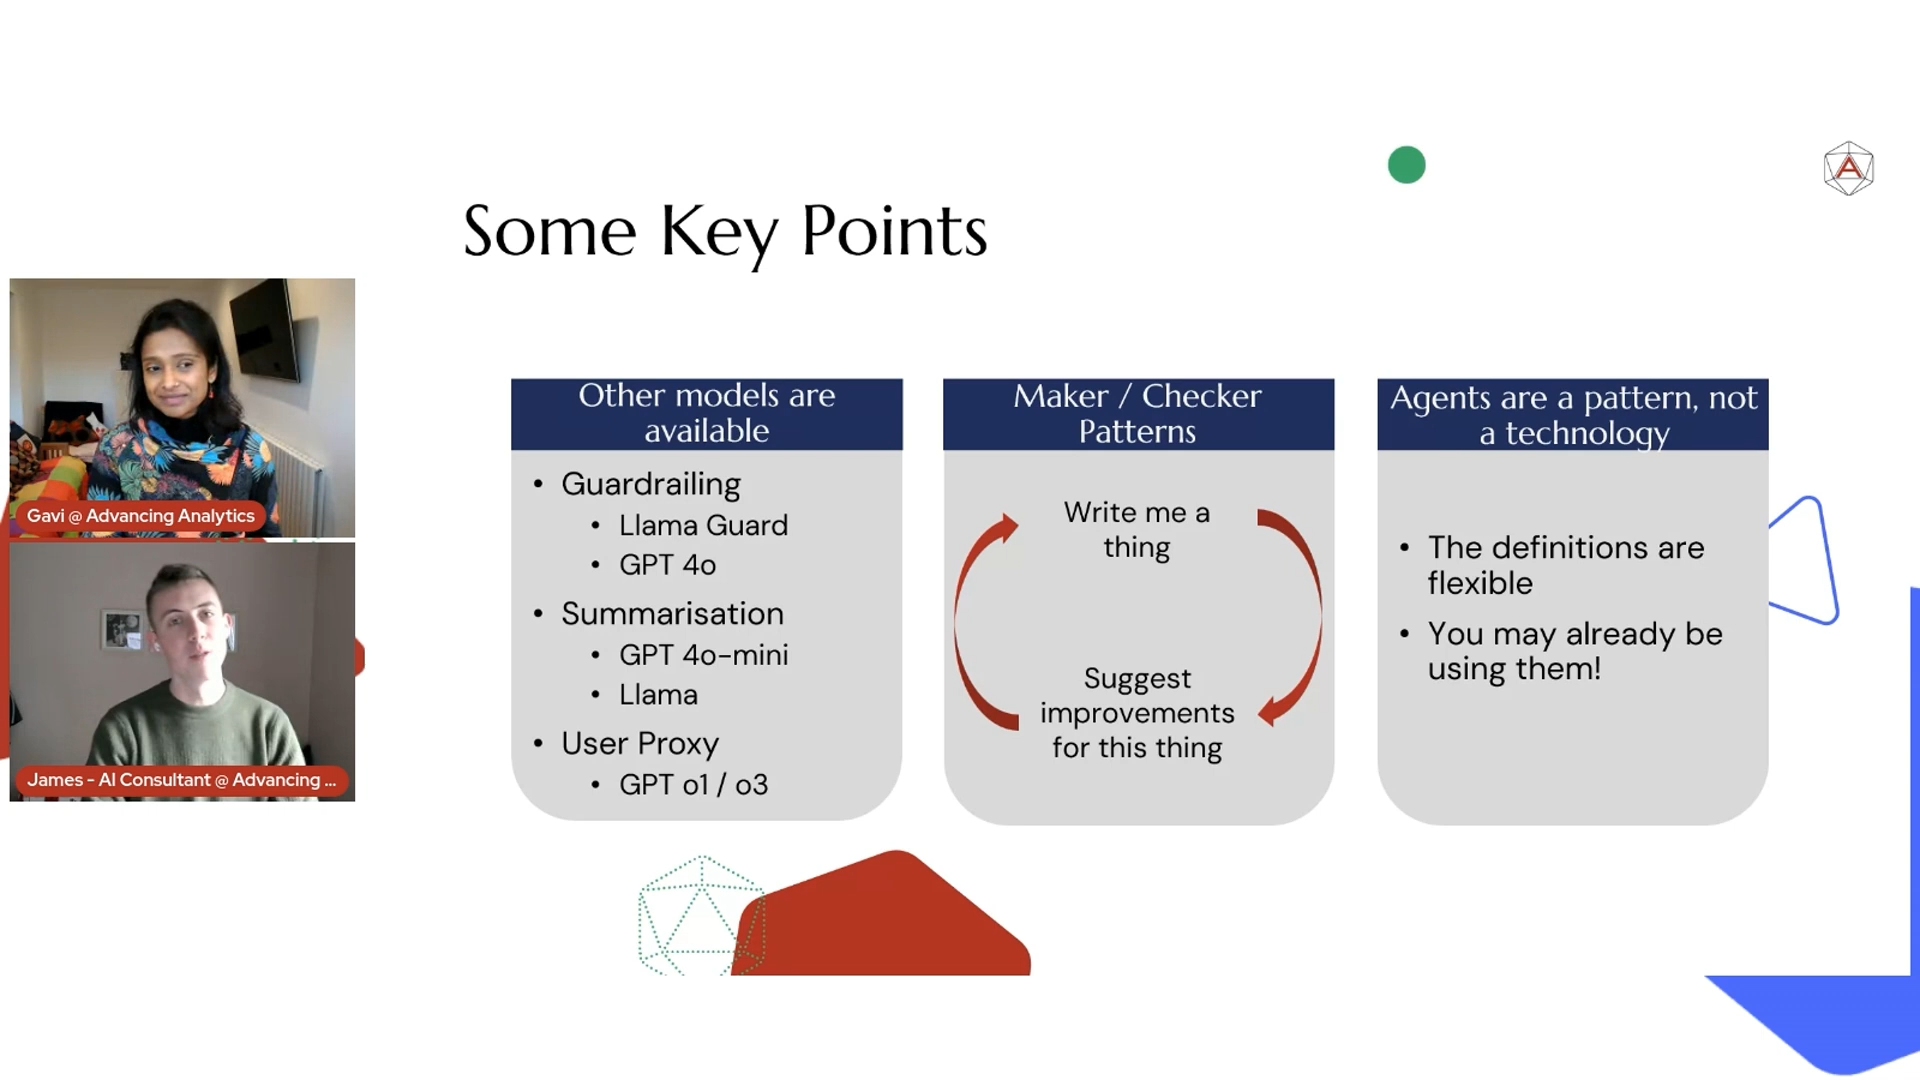 Some Key Points
Gavi @ Advancing Analytics
James - AI Consultant @ Advancing ...
Other models are
available
• Guardrailing
• Llama Guard
• GPT 4o
• Summarisation
• GPT 4o-mini
• Llama
• User Proxy
• GPT o1 / o3
Maker / Checker
Patterns
Write me a
thing
Suggest
improvements
for this thing
Agents are a pattern, not
a technology
• The definitions are
flexible
• You may already be
using them!
A